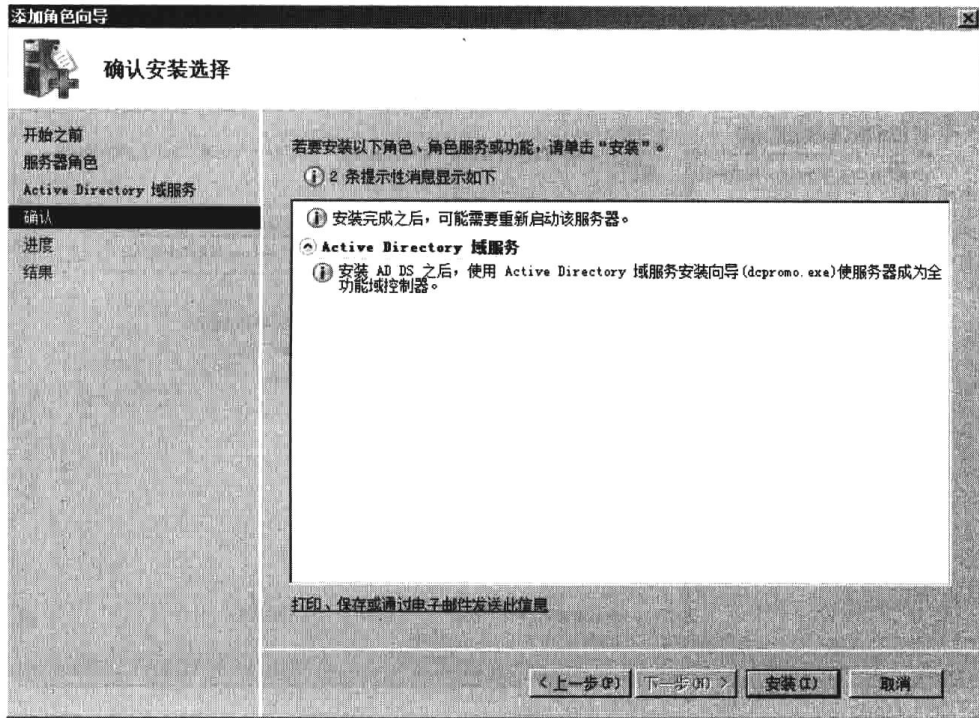 添加角色向导
确认安装选择
开始之前
服务器角色
Active Directory 域服务
确认
进度
结果
若要安装以下角色、角色服务或功能，请单击“安装”。
2 条提示性消息显示如下
安装完成之后，可能需要重新启动该服务器。
Active Directory 域服务
安装 AD DS 之后，使用 Active Directory 域服务安装向导(dcpromo.exe)使服务器成为全
功能域控制器。
打印、保存或通过电子邮件发送此信息
< 上一步(P)
下一步(N) >
安装(I)
取消